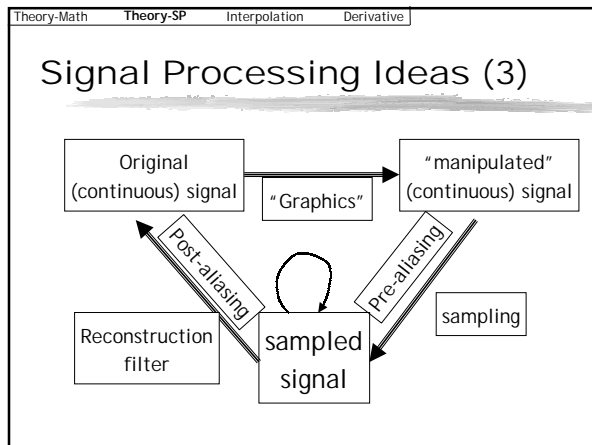 Theory-Math Theory-SP Interpolation Derivative
Signal Processing Ideas (3)
Original
(continuous) signal
"Graphics"
"manipulated"
(continuous) signal
Post-aliasing
Pre-aliasing
Reconstruction
filter
sampled
signal
sampling